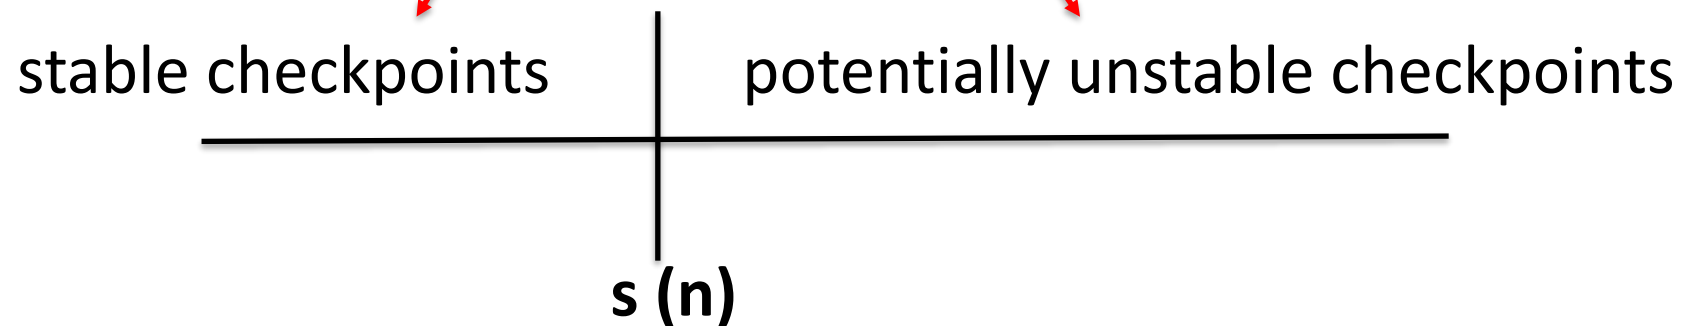 stable checkpoints potentially unstable checkpoints
s (n)